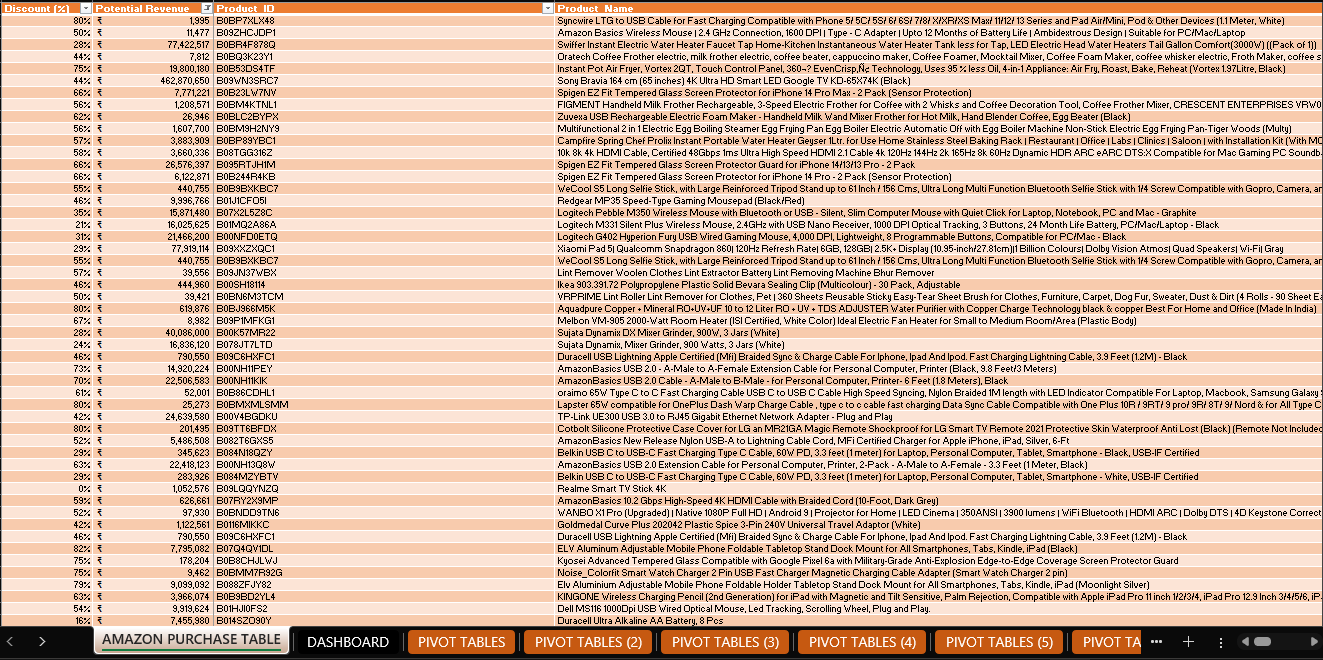 Discount (%) Potential Revenue Product_ID Product_Name
80% ₹ 1,995 B0BP7XLX48 Syncwire LTG to USB Cable for Fast Charging Compatible with Phone 5/ 5C/ 5S/ 6/ 6S/ 7/8/ X/XR/XS Max/ 11/12/ 13 Series and Pad Air/Mini, Pod & Other Devices (1.1 Meter, White)
50% ₹ 11,477 B09ZHCJDP1 Amazon Basics Wireless Mouse | 2.4 GHz Connection, 1600 DPI | Type - C Adapter | Upto 12 Months of Battery Life | Ambidextrous Design | Suitable for PC/Mac/Laptop
28% ₹ 77,422,517 B0BR4F878Q Swiffer Instant Electric Water Heater Faucet Tap Home-Kitchen Instantaneous Water Heater Tank less for Tap, LED Electric Head Water Heaters Tail Gallon Comfort(3000W) ((Pack of 1))
44% ₹ 7,812 B0BQ3K23Y1 Oratech Coffee Frother electric, milk frother electric, coffee beater, cappuccino maker, Coffee Foamer, Mocktail Mixer, Coffee Foam Maker, coffee whisker electric, Froth Maker, coffee s
75% ₹ 19,800,180 B0B53DS4TF Instant Pot Air Fryer, Vortex 2QT, Touch Control Panel, 360¬? EvenCrisp‚Ñ¢ Technology, Uses 95 % less Oil, 4-in-1 Appliance: Air Fry, Roast, Bake, Reheat (Vortex 1.97Litre, Black)
44% ₹ 462,870,650 B09WN3SRC7 Sony Bravia 164 cm (65 inches) 4K Ultra HD Smart LED Google TV KD-65X74K (Black)
66% ₹ 7,771,221 B0B23LW7NV Spigen EZ Fit Tempered Glass Screen Protector for iPhone 14 Pro Max - 2 Pack (Sensor Protection)
56% ₹ 1,208,571 B0BM4KTNL1 FIGMENT Handheld Milk Frother Rechargeable, 3-Speed Electric Frother for Coffee with 2 Whisks and Coffee Decoration Tool, Coffee Frother Mixer, CRESCENT ENTERPRISES VRW0
62% ₹ 26,946 B0BLC2BYPX Zuvexa USB Rechargeable Electric Foam Maker - Handheld Milk Wand Mixer Frother for Hot Milk, Hand Blender Coffee, Egg Beater (Black)
56% ₹ 1,607,700 B0BM9H2NY9 Multifunctional 2 in 1 Electric Egg Boiling Steamer Egg Frying Pan Egg Boiler Electric Automatic Off with Egg Boiler Machine Non-Stick Electric Egg Frying Pan-Tiger Woods (Multy)
57% ₹ 3,883,909 B0BP89YBC1 Campfire Spring Chef Prolix Instant Portable Water Heater Geyser 1Ltr. for Use Home Stainless Steel Baking Rack | Restaurant | Office | Labs | Clinics | Saloon | with Installation Kit (With MC
58% ₹ 3,660,336 B08TGG316Z 10k 8k 4k HDMI Cable, Certified 48Gbps 1ms Ultra High Speed HDMI 2.1 Cable 4k 120Hz 144Hz 2k 165Hz 8k 60Hz Dynamic HDR ARC eARC DTS:X Compatible for Mac Gaming PC Soundb
66% ₹ 26,576,397 B095RTJH1M Spigen EZ Fit Tempered Glass Screen Protector Guard for iPhone 14/13/13 Pro - 2 Pack
66% ₹ 6,122,871 B0B244R4KB Spigen EZ Fit Tempered Glass Screen Protector for iPhone 14 Pro - 2 Pack (Sensor Protection)
55% ₹ 440,755 B0B9BXKBC7 WeCool S5 Long Selfie Stick, with Large Reinforced Tripod Stand up to 61 Inch / 156 Cms, Ultra Long Multi Function Bluetooth Selfie Stick with 1/4 Screw Compatible with Gopro, Camera, ar
46% ₹ 9,996,766 B01J1CFO5I Redgear MP35 Speed-Type Gaming Mousepad (Black/Red)
35% ₹ 15,871,480 B07X2L5Z8C Logitech Pebble M350 Wireless Mouse with Bluetooth or USB - Silent, Slim Computer Mouse with Quiet Click for Laptop, Notebook, PC and Mac - Graphite
21% ₹ 16,025,625 B01MQ2A86A Logitech M331 Silent Plus Wireless Mouse, 2.4GHz with USB Nano Receiver, 1000 DPI Optical Tracking, 3 Buttons, 24 Month Life Battery, PC/Mac/Laptop - Black
31% ₹ 21,466,200 B00NFD0ETQ Logitech G402 Hyperion Fury USB Wired Gaming Mouse, 4,000 DPI, Lightweight, 8 Programmable Buttons, Compatible for PC/Mac - Black
29% ₹ 77,919,114 B09XXZXQC1 Xiaomi Pad 5| Qualcomm Snapdragon 860| 120Hz Refresh Rate| 6GB, 128GB| 2.5K+ Display (10.95-inch/27.81cm)|1 Billion Colours| Dolby Vision Atmos| Quad Speakers| Wi-Fi| Gray
55% ₹ 440,755 B0B9BXKBC7 WeCool S5 Long Selfie Stick, with Large Reinforced Tripod Stand up to 61 Inch / 156 Cms, Ultra Long Multi Function Bluetooth Selfie Stick with 1/4 Screw Compatible with Gopro, Camera, ar
57% ₹ 39,556 B09JN37WBX Lint Remover Woolen Clothes Lint Extractor Battery Lint Removing Machine Bhur Remover
46% ₹ 444,960 B00SH18114 Ikea 903.391.72 Polypropylene Plastic Solid Bevara Sealing Clip (Multicolour) - 30 Pack, Adjustable
50% ₹ 39,421 B0BN6M3TCM VRPRIME Lint Roller Lint Remover for Clothes, Pet | 360 Sheets Reusable Sticky Easy-Tear Sheet Brush for Clothes, Furniture, Carpet, Dog Fur, Sweater, Dust & Dirt (4 Rolls - 90 Sheet Ea
80% ₹ 619,876 B0BJ966M5K Aquadpure Copper + Mineral RO+UV+UF 10 to 12 Liter RO + UV + TDS ADJUSTER Water Purifier with Copper Charge Technology black & copper Best For Home and Office (Made In India)
67% ₹ 8,982 B09P1MFKG1 Melbon VM-905 2000-Watt Room Heater (ISI Certified, White Color) Ideal Electric Fan Heater for Small to Medium Room/Area (Plastic Body)
28% ₹ 40,086,000 B00K57MR22 Sujata Dynamix DX Mixer Grinder, 900W, 3 Jars (White)
24% ₹ 16,836,120 B078JT7LTD Sujata Dynamix, Mixer Grinder, 900 Watts, 3 Jars (White)
46% ₹ 790,550 B09C6HXFC1 Duracell USB Lightning Apple Certified (Mfi) Braided Sync & Charge Cable For Iphone, Ipad And Ipod. Fast Charging Lightning Cable, 3.9 Feet (1.2M) - Black
73% ₹ 14,920,224 B00NH11PEY AmazonBasics USB 2.0 - A-Male to A-Female Extension Cable for Personal Computer, Printer (Black, 9.8 Feet/3 Meters)
70% ₹ 22,506,583 B00NH11KIK AmazonBasics USB 2.0 Cable - A-Male to B-Male - for Personal Computer, Printer- 6 Feet (1.8 Meters), Black
61% ₹ 52,001 B0B86CDHL1 oraimo 65W Type C to C Fast Charging Cable USB C to USB C Cable High Speed Syncing, Nylon Braided 1M length with LED Indicator Compatible For Laptop, Macbook, Samsung Galaxy S
80% ₹ 25,273 B0BMXMLSMM Lapster 65W compatible for OnePlus Dash Warp Charge Cable , type c to c cable fast charging Data Sync Cable Compatible with One Plus 10R / 9RT/ 9 pro/ 9R/ 8T/ 9/ Nord & for All Type C
42% ₹ 24,639,580 B00V4BGDKU TP-Link UE300 USB 3.0 to RJ45 Gigabit Ethernet Network Adapter - Plug and Play
80% ₹ 201,495 B09TT6BFDX Cotbolt Silicone Protective Case Cover for LG an MR21GA Magic Remote Shockproof for LG Smart TV Remote 2021 Protective Skin Waterproof Anti Lost (Black) (Remote Not Included
52% ₹ 5,486,508 B082T6GXS5 AmazonBasics New Release Nylon USB-A to Lightning Cable Cord, MFi Certified Charger for Apple iPhone, iPad, Silver, 6-Ft
29% ₹ 345,623 B084N18QZY Belkin USB C to USB-C Fast Charging Type C Cable, 60W PD, 3.3 feet (1 meter) for Laptop, Personal Computer, Tablet, Smartphone - Black, USB-IF Certified
63% ₹ 22,418,123 B00NH13Q8W AmazonBasics USB 2.0 Extension Cable for Personal Computer, Printer, 2-Pack - A-Male to A-Female - 3.3 Feet (1 Meter, Black)
29% ₹ 283,926 B084MZYBTV Belkin USB C to USB-C Fast Charging Type C Cable, 60W PD, 3.3 feet (1 meter) for Laptop, Personal Computer, Tablet, Smartphone - White, USB-IF Certified
0% ₹ 1,052,576 B09LQQYNZQ Realme Smart TV Stick 4K
59% ₹ 626,661 B07RY2X9MP AmazonBasics 10.2 Gbps High-Speed 4K HDMI Cable with Braided Cord (10-Foot, Dark Grey)
52% ₹ 97,930 B0BNDD9TN6 WANBO X1 Pro (Upgraded) | Native 1080P Full HD | Android 9 | Projector for Home | LED Cinema | 350ANSI | 3900 lumens | WiFi Bluetooth | HDMI ARC | Dolby DTS | 4D Keystone Correct
42% ₹ 1,122,561 B0116MIKKC Goldmedal Curve Plus 202042 Plastic Spice 3-Pin 240V Universal Travel Adaptor (White)
46% ₹ 790,550 B09C6HXFC1 Duracell USB Lightning Apple Certified (Mfi) Braided Sync & Charge Cable For Iphone, Ipad And Ipod. Fast Charging Lightning Cable, 3.9 Feet (1.2M) - Black
82% ₹ 7,795,082 B07Q4QV1DL ELV Aluminum Adjustable Mobile Phone Foldable Tabletop Stand Dock Mount for All Smartphones, Tabs, Kindle, iPad (Black)
75% ₹ 178,204 B0B8CHJLWJ Kyosei Advanced Tempered Glass Compatible with Google Pixel 6a with Military-Grade Anti-Explosion Edge-to-Edge Coverage Screen Protector Guard
75% ₹ 9,462 B0BMM7R92G Noise_Colorfit Smart Watch Charger 2 Pin USB Fast Charger Magnetic Charging Cable Adapter (Smart Watch Charger 2 pin)
79% ₹ 9,099,092 B088ZFJY82 Elv Aluminium Adjustable Mobile Phone Foldable Holder Tabletop Stand Dock Mount for All Smartphones, Tabs, Kindle, iPad (Moonlight Silver)
63% ₹ 3,966,074 B0B9BD2YL4 KINGONE Wireless Charging Pencil (2nd Generation) for iPad with Magnetic and Tilt Sensitive, Palm Rejection, Compatible with Apple iPad Pro 11 inch 1/2/3/4, iPad Pro 12.9 Inch 3/4/5/6, iP
54% ₹ 9,919,624 B01HJI0FS2 Dell MS116 1000Dpi USB Wired Optical Mouse, Led Tracking, Scrolling Wheel, Plug and Play.
16% ₹ 7,455,980 B014SZO90Y Duracell Ultra Alkaline AA Battery, 8 Pcs
AMAZON PURCHASE TABLE DASHBOARD PIVOT TABLES PIVOT TABLES (2) PIVOT TABLES (3) PIVOT TABLES (4) PIVOT TABLES (5) PIVOT TA